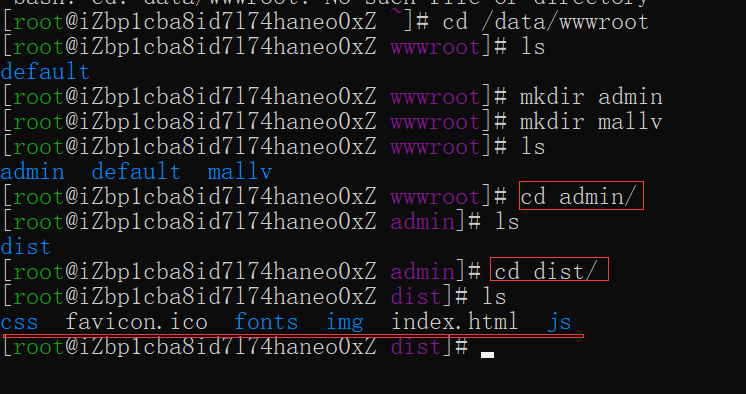 bash: cd: data/wwwroot: No such file or directory
[root@iZbp1cba8id7l74haneo0xZ ~]# cd /data/wwwroot
[root@iZbp1cba8id7l74haneo0xZ wwwroot]# ls
default
[root@iZbp1cba8id7l74haneo0xZ wwwroot]# mkdir admin
[root@iZbp1cba8id7l74haneo0xZ wwwroot]# mkdir mallv
[root@iZbp1cba8id7l74haneo0xZ wwwroot]# ls
admin default mallv
[root@iZbp1cba8id7l74haneo0xZ wwwroot]# cd admin/
[root@iZbp1cba8id7l74haneo0xZ admin]# ls
dist
[root@iZbp1cba8id7l74haneo0xZ admin]# cd dist/
[root@iZbp1cba8id7l74haneo0xZ dist]# ls
css favicon.ico fonts img index.html js
[root@iZbp1cba8id7l74haneo0xZ dist]#